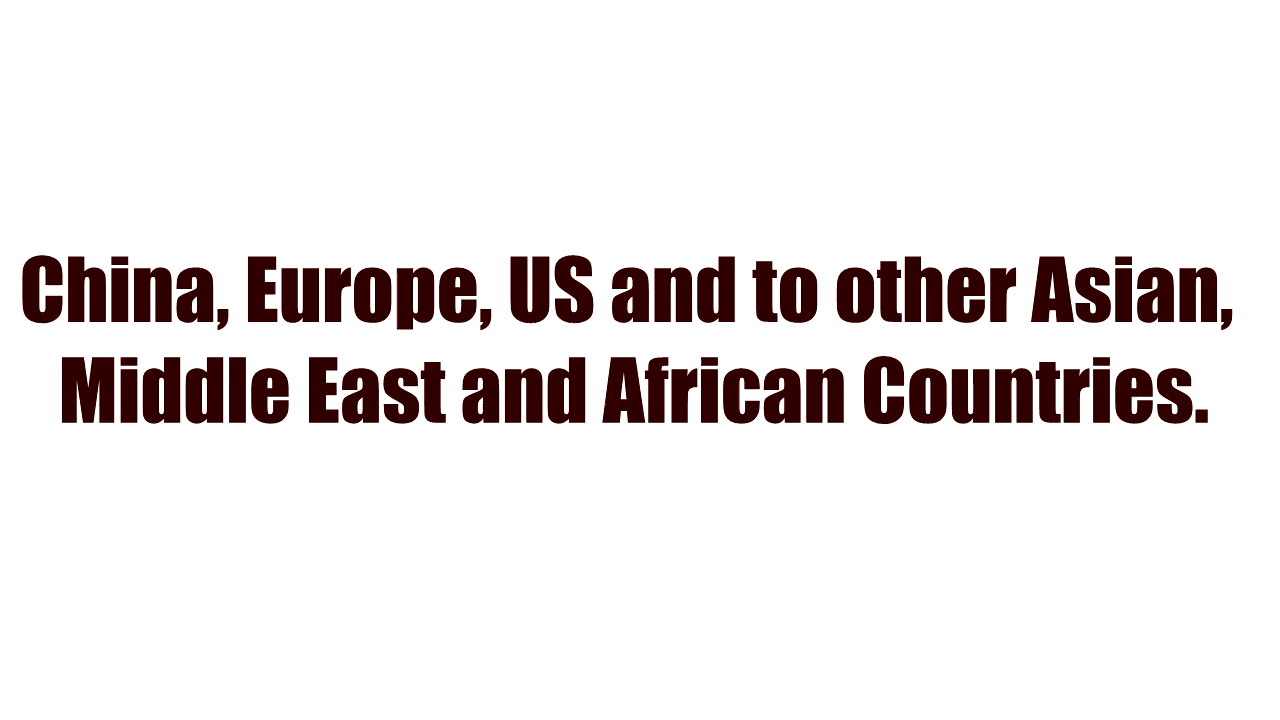 China, Europe, US and to other Asian,
Middle East and African Countries.